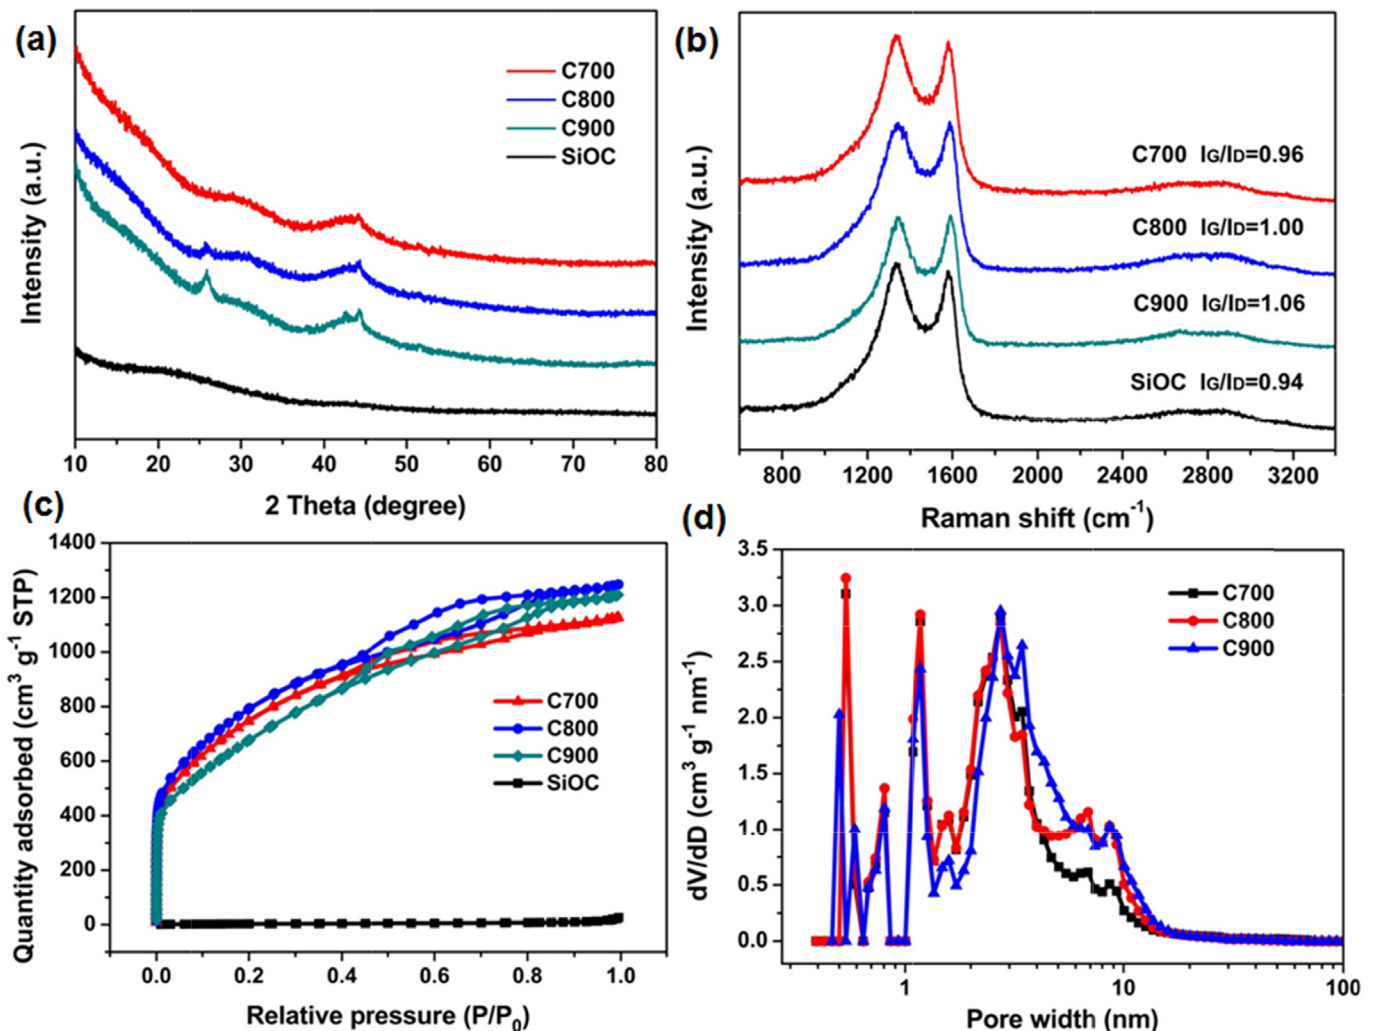 (a)
C700
C800
C900
SiOC
Intensity (a.u.)
10 20 30 40 50 60 70 80
2 Theta (degree)
(b)
C700 IG/ID=0.96
C800 IG/ID=1.00
C900 IG/ID=1.06
SiOC IG/ID=0.94
Intensity (a.u.)
800 1200 1600 2000 2400 2800 3200
Raman shift (cm-1)
(c)
1400
1200
1000
800
600
400
200
0
Quantity adsorbed (cm3 g-1 STP)
C700
C800
C900
SiOC
0.0 0.2 0.4 0.6 0.8 1.0
Relative pressure (P/P0)
(d)
3.5
3.0
2.5
2.0
1.5
1.0
0.5
0.0
dV/dD (cm3 g-1 nm-1)
C700
C800
C900
1 10 100
Pore width (nm)